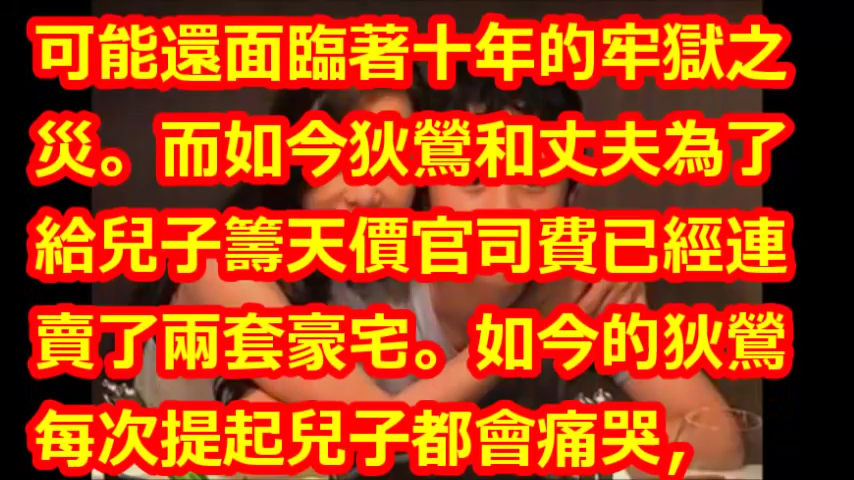 可能還面臨著十年的牢獄之
災。而如今狄鶯和丈夫為了
給兒子籌天價官司費已經連
賣了兩套豪宅。如今的狄鶯
每次提起兒子都會痛哭，